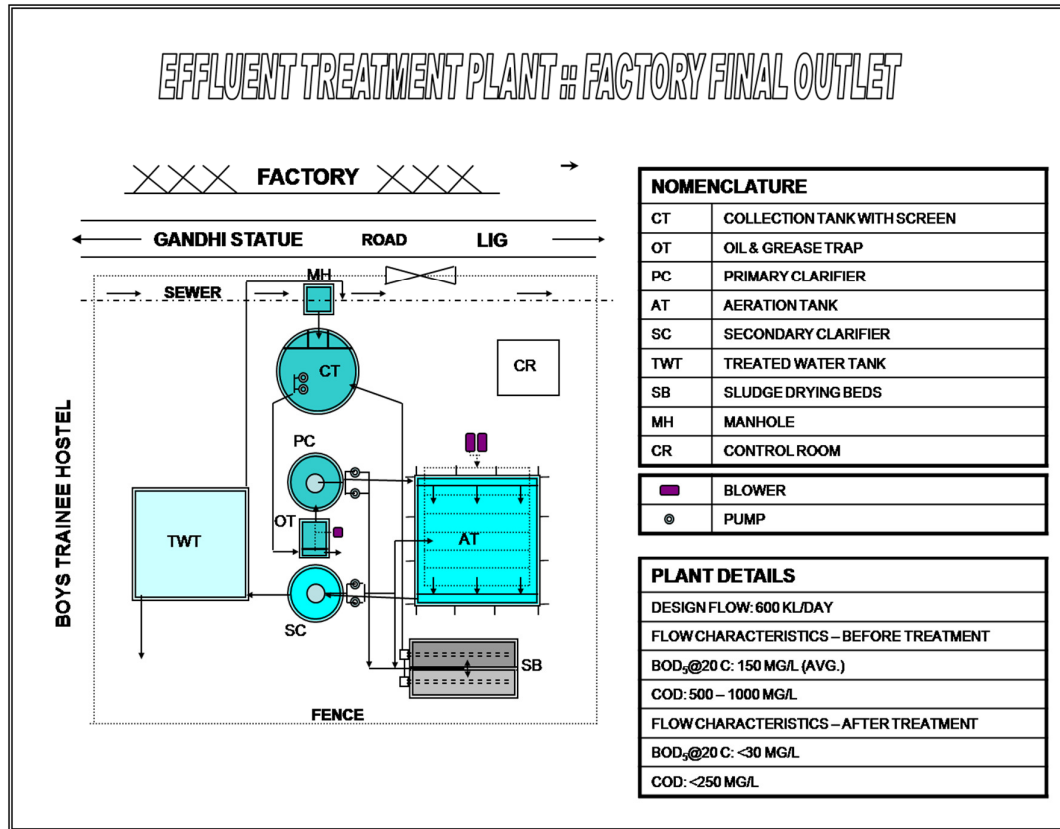 EFFLUENT TREATMENT PLANT :: FACTORY FINAL OUTLET
FACTORY
GANDHI STATUE ROAD LIG
MH
SEWER
CT
CR
PC
OT
TWT
AT
SC
SB
FENCE
BOYS TRAINEE HOSTEL
NOMENCLATURE
CT COLLECTION TANK WITH SCREEN
OT OIL & GREASE TRAP
PC PRIMARY CLARIFIER
AT AERATION TANK
SC SECONDARY CLARIFIER
TWT TREATED WATER TANK
SB SLUDGE DRYING BEDS
MH MANHOLE
CR CONTROL ROOM
BLOWER
PUMP
PLANT DETAILS
DESIGN FLOW: 600 KL/DAY
FLOW CHARACTERISTICS – BEFORE TREATMENT
BOD₅@20 C: 150 MG/L (AVG.)
COD: 500 – 1000 MG/L
FLOW CHARACTERISTICS – AFTER TREATMENT
BOD₅@20 C: <30 MG/L
COD: <250 MG/L